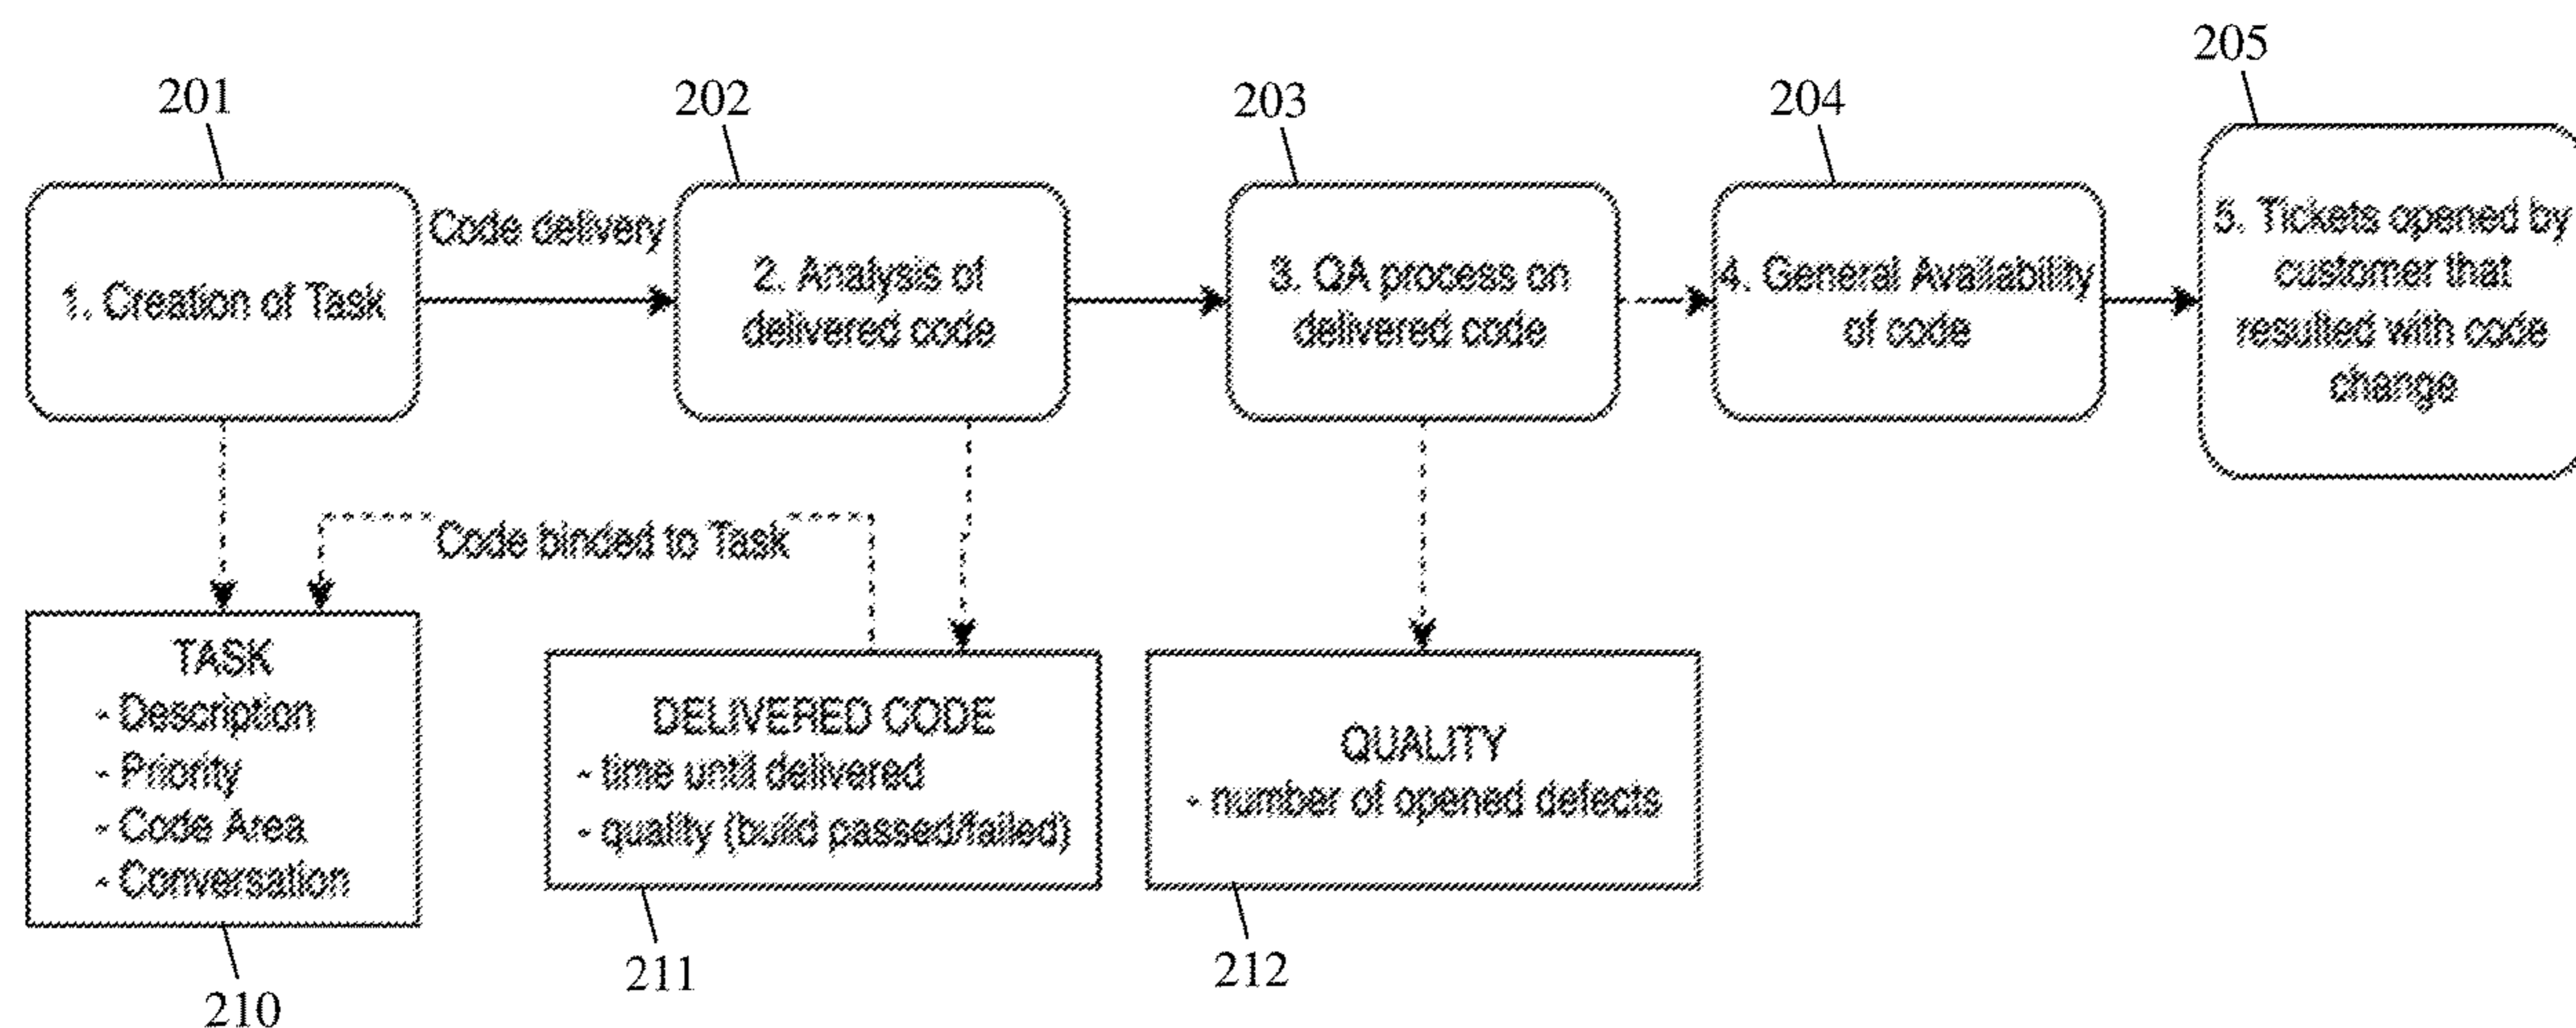 205
201
202
203
204
1. Creation of Task
Code delivery
2. Analysis of
delivered code
3. QA process on
delivered code
4. General Availability
of code
5. Tickets opened by
customer that
resulted with code
change
Code binded to Task
TASK
- Description
- Priority
- Code Area
- Conversation
DELIVERED CODE
- time until delivered
- quality (build passed/failed)
QUALITY
- number of opened defects
210
211
212